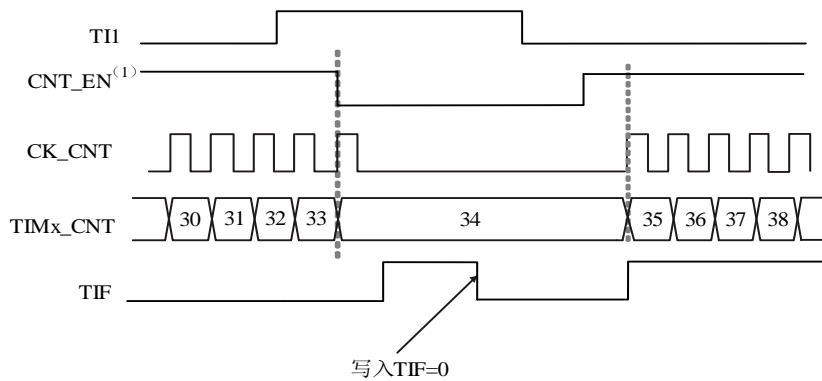 TI1
CNT_EN（1）
CK_CNT
TIMx_CNT 30 31 32 33 34 35 36 37 38
TIF
写入TIF=0